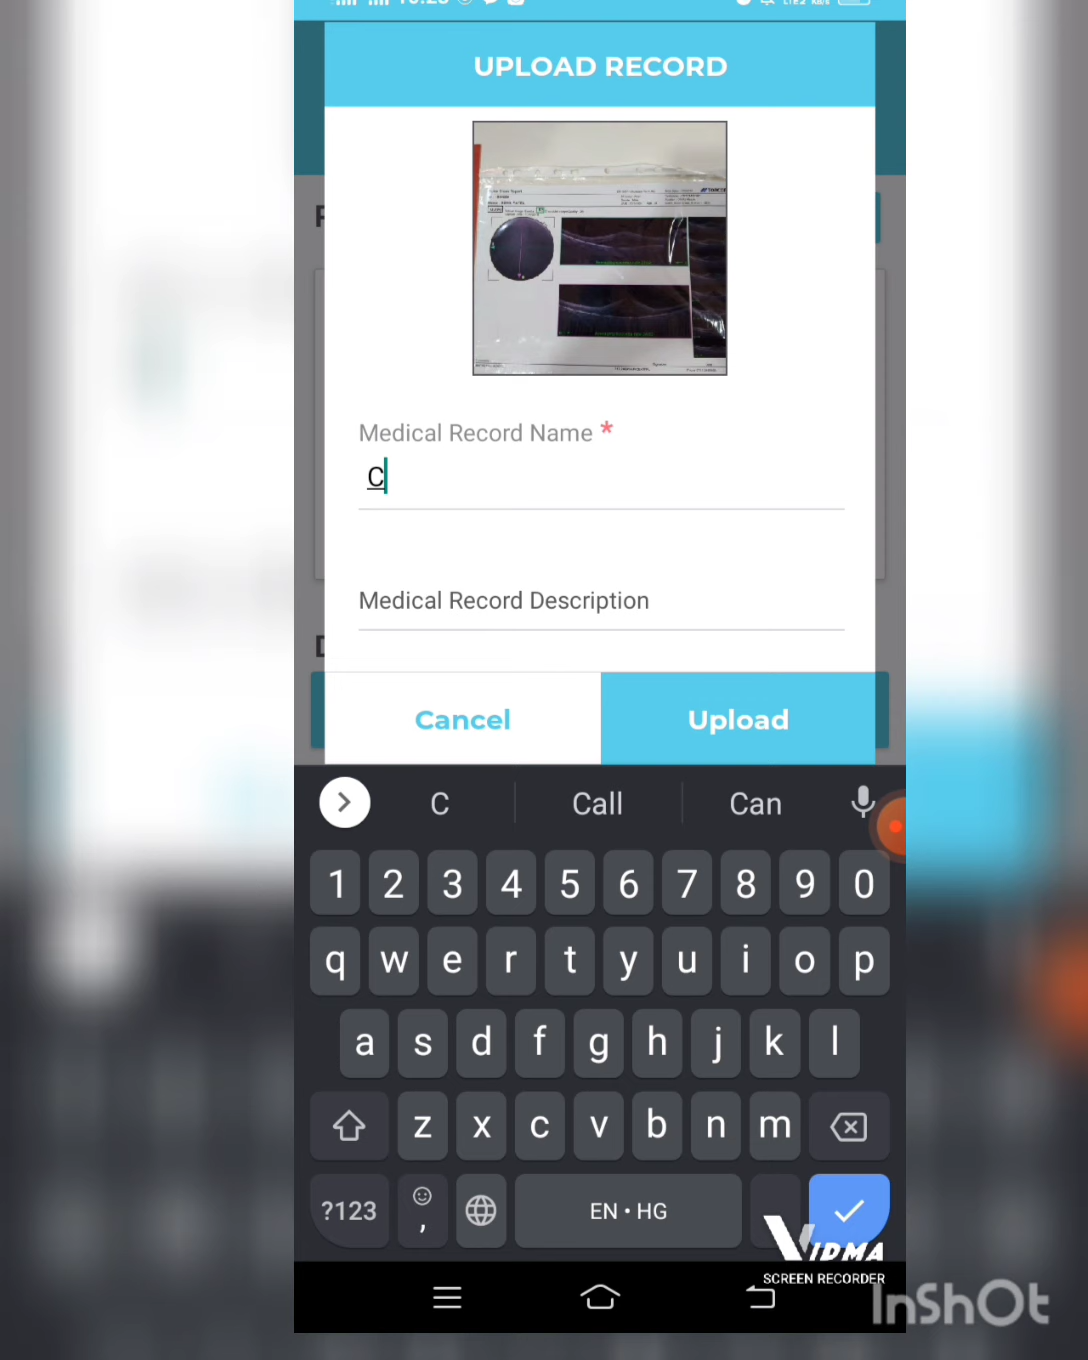 UPLOAD RECORD
Medical Record Name *
C
Medical Record Description
Cancel
Upload
C
Call
Can
1 2 3 4 5 6 7 8 9 0
q w e r t y u i o p
a s d f g h j k l
z x c v b n m
?123
,
EN • HG
VIDMA
SCREEN RECORDER
InShOt